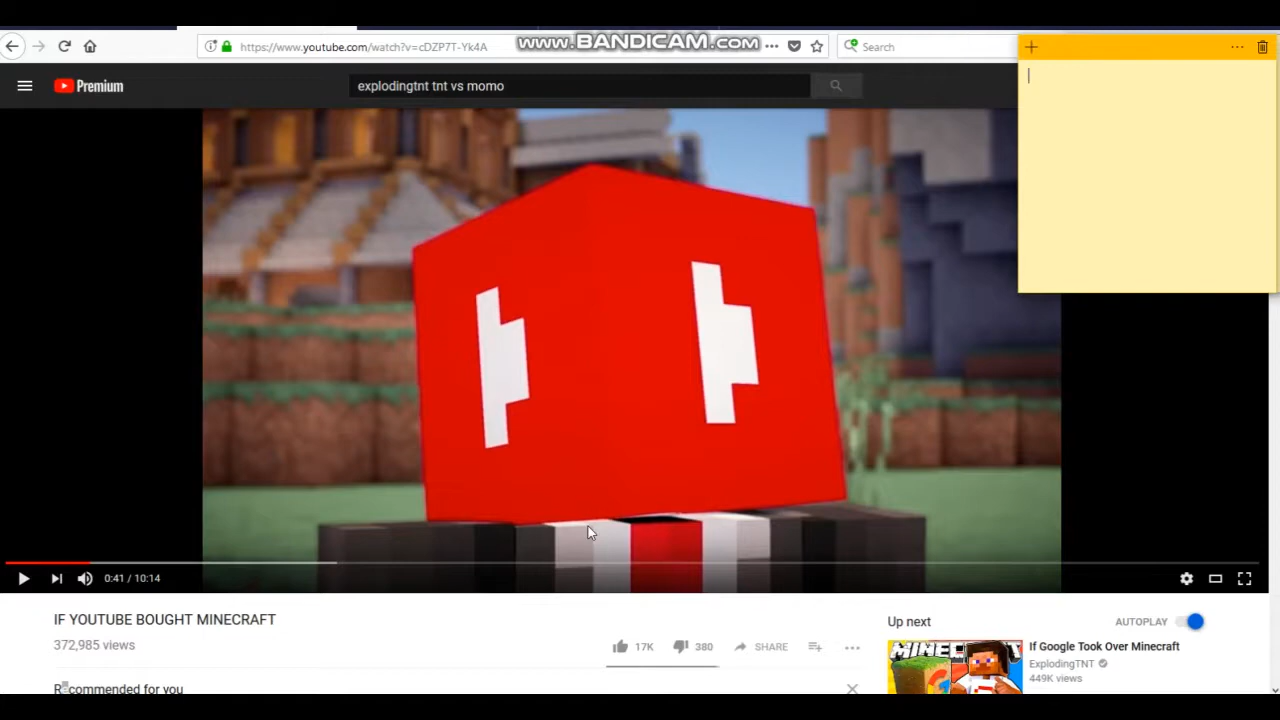 https://www.youtube.com/watch?v=cDZP7T-Yk4A
www.BANDICAM.com
Search
Premium
explodingtnt tnt vs momo
0:41 / 10:14
IF YOUTUBE BOUGHT MINECRAFT
372,985 views
17K
380
SHARE
Up next
AUTOPLAY
MINECRAFT
If Google Took Over Minecraft
ExplodingTNT
449K views
Recommended for you